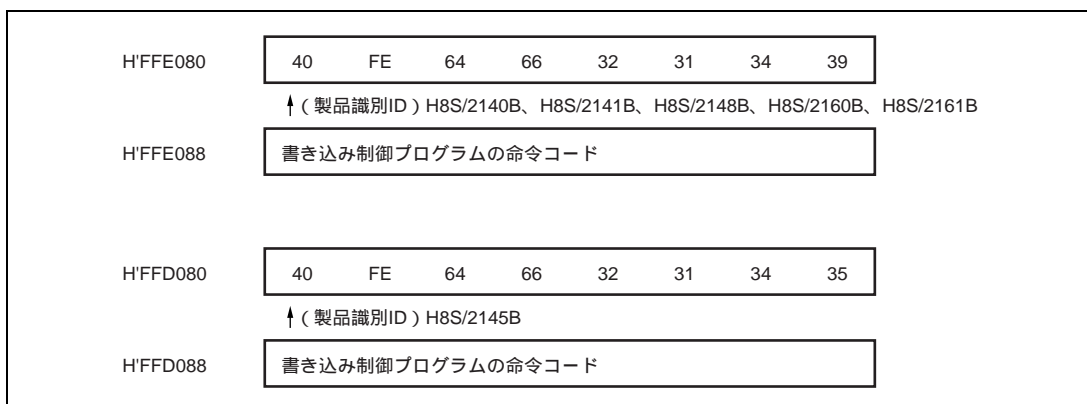 H'FFE080 40 FE 64 66 32 31 34 39
(製品識別ID)H8S/2140B、H8S/2141B、H8S/2148B、H8S/2160B、H8S/2161B
H'FFE088 書き込み制御プログラムの命令コード
H'FFD080 40 FE 64 66 32 31 34 35
(製品識別ID)H8S/2145B
H'FFD088 書き込み制御プログラムの命令コード